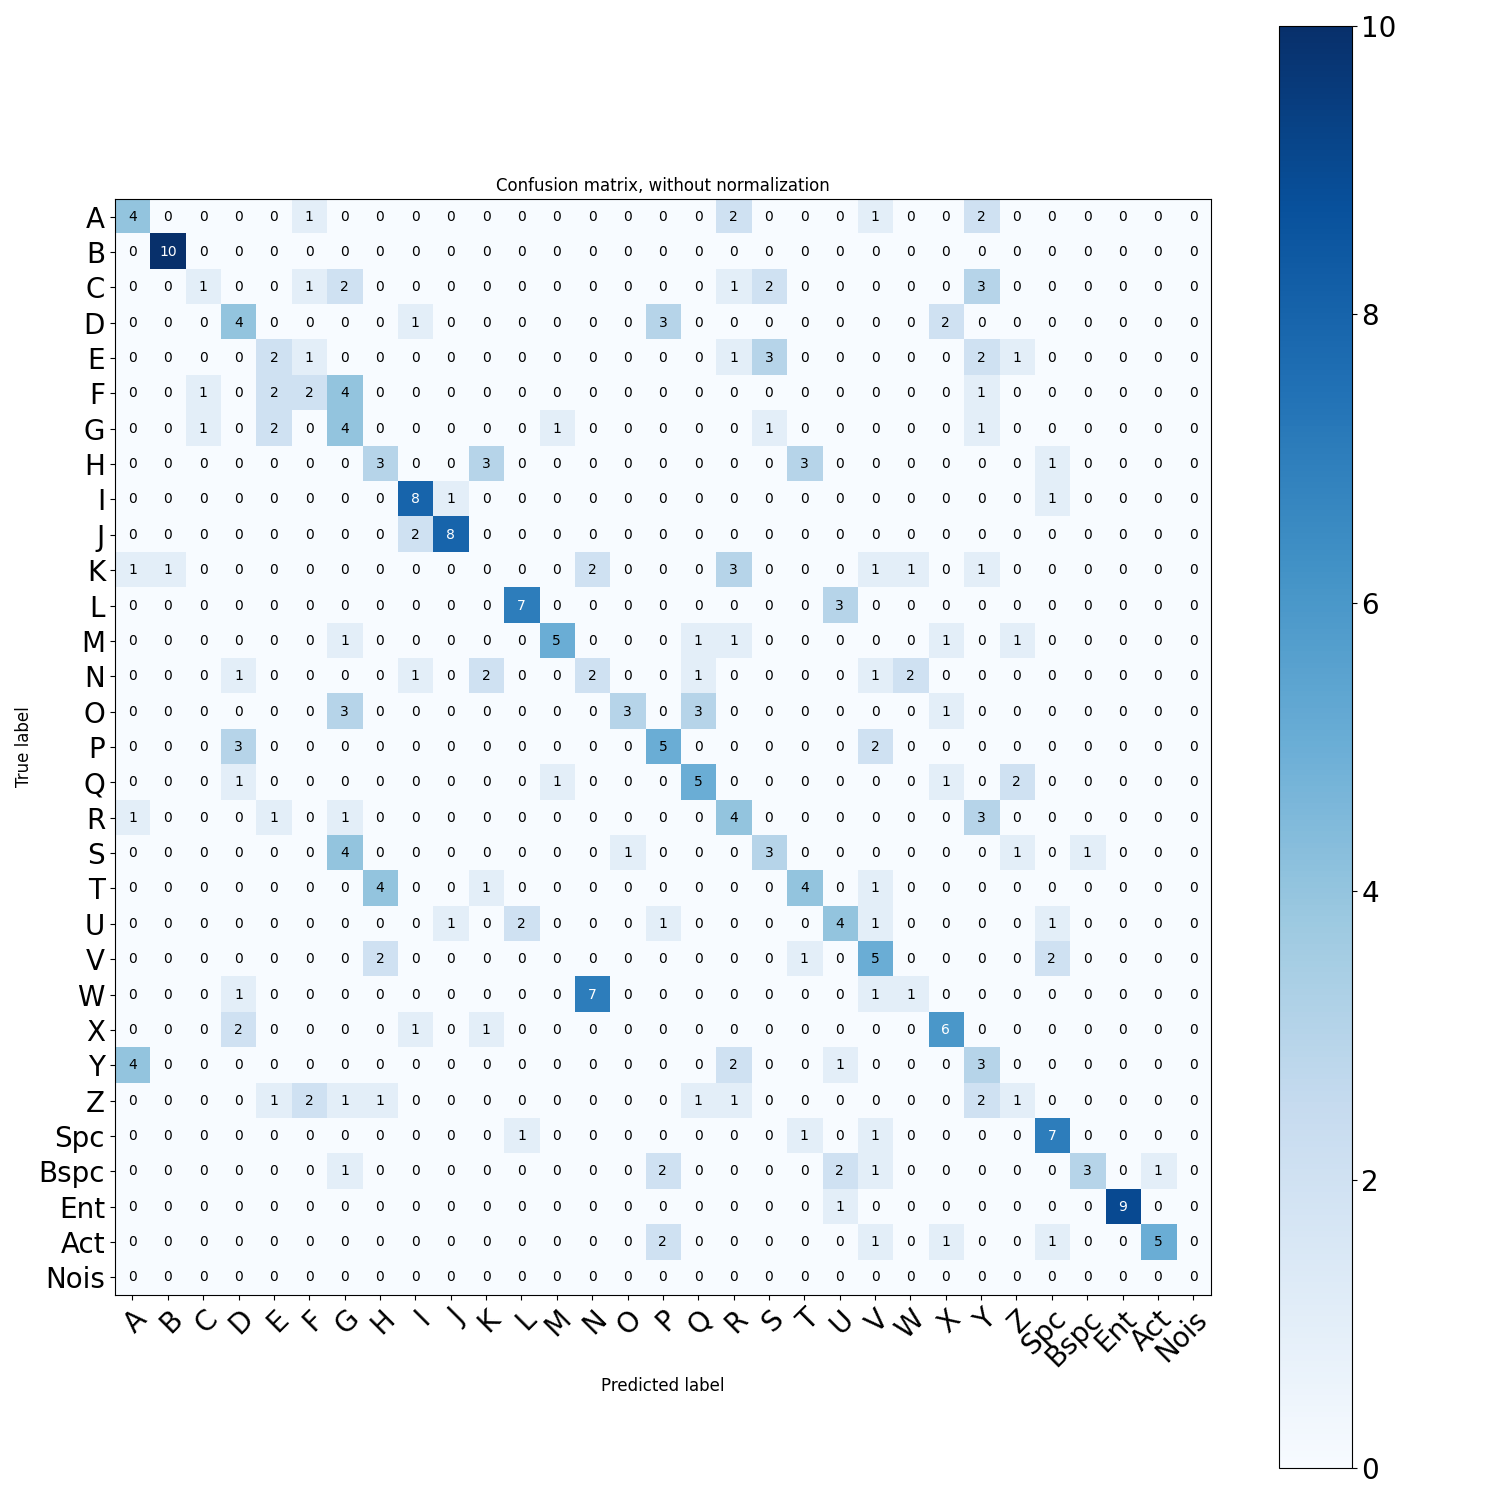 Confusion matrix, without normalization
A 4 0 0 0 0 1 0 0 0 0 0 0 0 0 0 0 0 2 0 0 0 1 0 0 2 0 0 0 0 0 0
B 0 10 0 0 0 0 0 0 0 0 0 0 0 0 0 0 0 0 0 0 0 0 0 0 0 0 0 0 0 0 0
C 0 0 1 0 0 1 2 0 0 0 0 0 0 0 0 0 0 1 2 0 0 0 0 0 3 0 0 0 0 0 0
D 0 0 0 4 0 0 0 0 1 0 0 0 0 0 0 3 0 0 0 0 0 0 0 2 0 0 0 0 0 0 0
E 0 0 0 0 2 1 0 0 0 0 0 0 0 0 0 0 0 1 3 0 0 0 0 0 2 1 0 0 0 0 0
F 0 0 1 0 2 2 4 0 0 0 0 0 0 0 0 0 0 0 0 0 0 0 0 0 1 0 0 0 0 0 0
G 0 0 1 0 2 0 4 0 0 0 0 0 1 0 0 0 0 0 1 0 0 0 0 0 1 0 0 0 0 0 0
H 0 0 0 0 0 0 0 3 0 0 3 0 0 0 0 0 0 0 0 3 0 0 0 0 0 0 1 0 0 0 0
I 0 0 0 0 0 0 0 0 8 1 0 0 0 0 0 0 0 0 0 0 0 0 0 0 0 0 1 0 0 0 0
J 0 0 0 0 0 0 0 0 2 8 0 0 0 0 0 0 0 0 0 0 0 0 0 0 0 0 0 0 0 0 0
K 1 1 0 0 0 0 0 0 0 0 0 0 0 2 0 0 0 3 0 0 0 1 1 0 1 0 0 0 0 0 0
L 0 0 0 0 0 0 0 0 0 0 0 7 0 0 0 0 0 0 0 0 3 0 0 0 0 0 0 0 0 0 0
M 0 0 0 0 0 0 1 0 0 0 0 0 5 0 0 0 1 1 0 0 0 0 0 1 0 1 0 0 0 0 0
N 0 0 0 1 0 0 0 0 1 0 2 0 0 2 0 0 1 0 0 0 0 1 2 0 0 0 0 0 0 0 0
O 0 0 0 0 0 0 3 0 0 0 0 0 0 0 3 0 3 0 0 0 0 0 0 1 0 0 0 0 0 0 0
P 0 0 0 3 0 0 0 0 0 0 0 0 0 0 0 5 0 0 0 0 0 2 0 0 0 0 0 0 0 0 0
Q 0 0 0 1 0 0 0 0 0 0 0 0 1 0 0 0 5 0 0 0 0 0 0 1 0 2 0 0 0 0 0
R 1 0 0 0 1 0 1 0 0 0 0 0 0 0 0 0 0 4 0 0 0 0 0 0 3 0 0 0 0 0 0
S 0 0 0 0 0 0 4 0 0 0 0 0 0 0 1 0 0 0 3 0 0 0 0 0 0 1 0 1 0 0 0
T 0 0 0 0 0 0 0 4 0 0 1 0 0 0 0 0 0 0 0 4 0 1 0 0 0 0 0 0 0 0 0
U 0 0 0 0 0 0 0 0 0 1 0 2 0 0 0 1 0 0 0 0 4 1 0 0 0 0 1 0 0 0 0
V 0 0 0 0 0 0 0 2 0 0 0 0 0 0 0 0 0 0 0 1 0 5 0 0 0 0 2 0 0 0 0
W 0 0 0 1 0 0 0 0 0 0 0 0 0 7 0 0 0 0 0 0 0 1 1 0 0 0 0 0 0 0 0
X 0 0 0 2 0 0 0 0 1 0 1 0 0 0 0 0 0 0 0 0 0 0 0 6 0 0 0 0 0 0 0
Y 4 0 0 0 0 0 0 0 0 0 0 0 0 0 0 0 0 2 0 0 1 0 0 0 3 0 0 0 0 0 0
Z 0 0 0 0 1 2 1 1 0 0 0 0 0 0 0 0 1 1 0 0 0 0 0 0 2 1 0 0 0 0 0
Spc 0 0 0 0 0 0 0 0 0 0 0 1 0 0 0 0 0 0 0 1 0 1 0 0 0 0 7 0 0 0 0
Bspc 0 0 0 0 0 0 1 0 0 0 0 0 0 0 0 2 0 0 0 0 2 1 0 0 0 0 0 3 0 1 0
Ent 0 0 0 0 0 0 0 0 0 0 0 0 0 0 0 0 0 0 0 0 1 0 0 0 0 0 0 0 9 0 0
Act 0 0 0 0 0 0 0 0 0 0 0 0 0 0 0 2 0 0 0 0 0 1 0 1 0 0 1 0 0 5 0
Nois 0 0 0 0 0 0 0 0 0 0 0 0 0 0 0 0 0 0 0 0 0 0 0 0 0 0 0 0 0 0 0
A B C D E F G H I J K L M N O P Q R S T U V W X Y Z Spc Bspc Ent Act Nois
Predicted label
True label
10
8
6
4
2
0